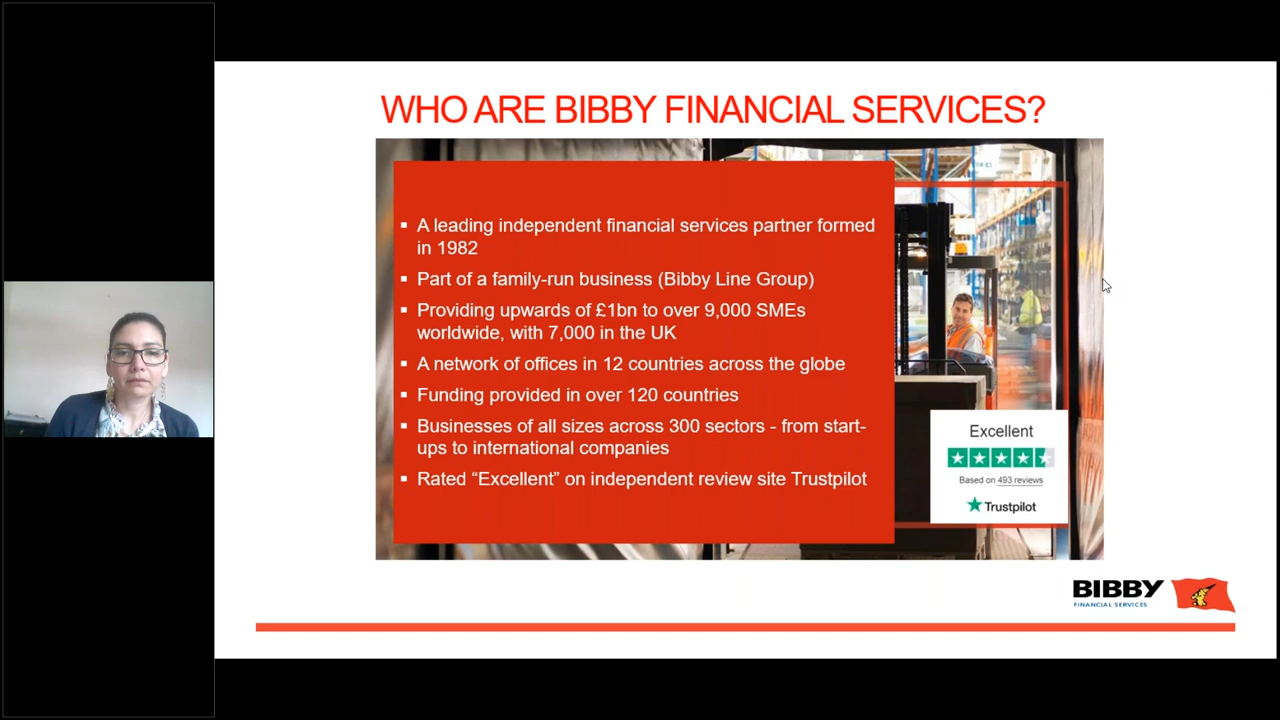 WHO ARE BIBBY FINANCIAL SERVICES?
▪ A leading independent financial services partner formed
in 1982
▪ Part of a family-run business (Bibby Line Group)
▪ Providing upwards of £1bn to over 9,000 SMEs
worldwide, with 7,000 in the UK
▪ A network of offices in 12 countries across the globe
▪ Funding provided in over 120 countries
▪ Businesses of all sizes across 300 sectors - from start-
ups to international companies
▪ Rated “Excellent” on independent review site Trustpilot
Excellent
Based on 493 reviews
Trustpilot
BIBBY
FINANCIAL SERVICES